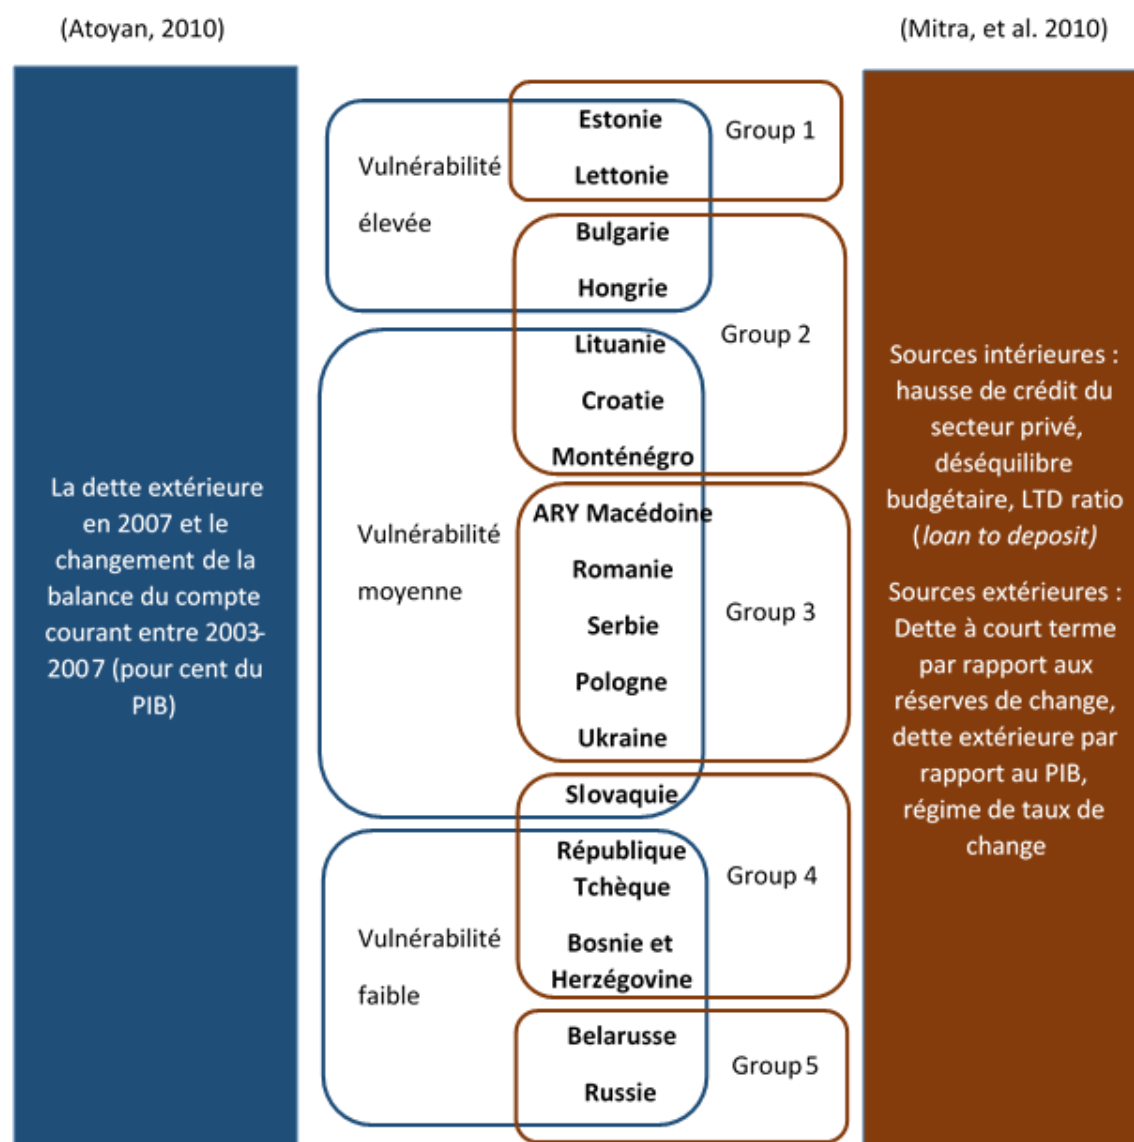 (Atoyan, 2010)
(Mitra, et al. 2010)
La dette extérieure
en 2007 et le
changement de la
balance du compte
courant entre 2003-
2007 (pour cent du
PIB)
Vulnérabilité
élevée
Vulnérabilité
moyenne
Vulnérabilité
faible
Estonie
Lettonie
Bulgarie
Hongrie
Lituanie
Croatie
Monténégro
ARY Macédoine
Romanie
Serbie
Pologne
Ukraine
Slovaquie
République
Tchèque
Bosnie et
Herzégovine
Belarusse
Russie
Group 1
Group 2
Group 3
Group 4
Group 5
Sources intérieures :
hausse de crédit du
secteur privé,
déséquilibre
budgétaire, LTD ratio
(loan to deposit)
Sources extérieures :
Dette à court terme
par rapport aux
réserves de change,
dette extérieure par
rapport au PIB,
régime de taux de
change